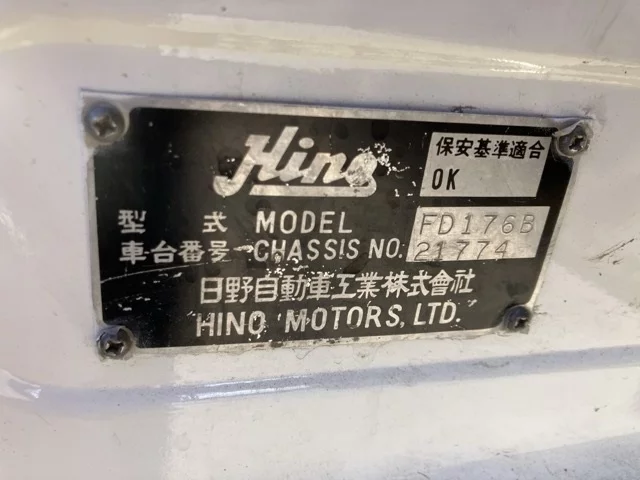 Hino
保安基準適合
OK
型式 MODEL FD176B
車台番号 CHASSIS NO. 21774
日野自動車工業株式會社
HINO MOTORS, LTD.